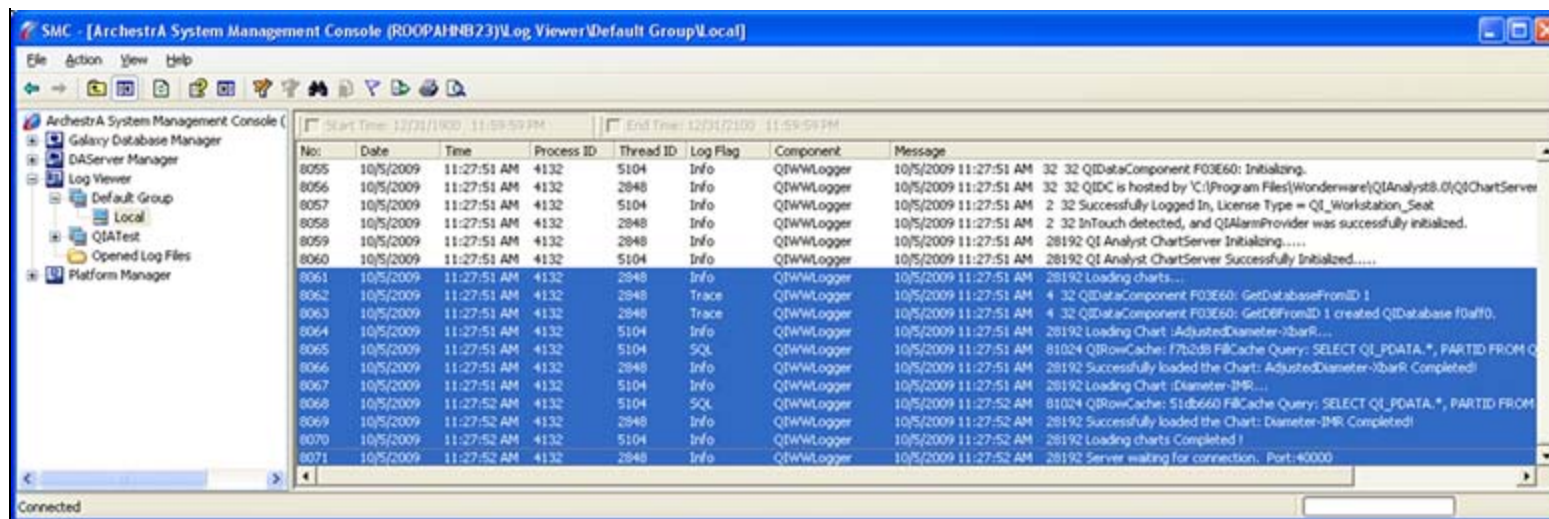 SMC - [ArchestrA System Management Console (ROOPAHNB23)\Log Viewer\Default Group\Local]
File Action View Help
ArchestrA System Management Console (
Galaxy Database Manager
DAServer Manager
Log Viewer
Default Group
Local
QIATest
Opened Log Files
Platform Manager
Start Time: 12/31/1900 11:59:59 PM End Time: 12/31/2100 11:59:59 PM
No: Date Time Process ID Thread ID Log Flag Component Message
8055 10/5/2009 11:27:51 AM 4132 5104 Info QIWWLogger 10/5/2009 11:27:51 AM 32 32 QIDataComponent F03E60: Initializing.
8056 10/5/2009 11:27:51 AM 4132 2848 Info QIWWLogger 10/5/2009 11:27:51 AM 32 32 QIDC is hosted by 'C:\Program Files\Wonderware\QIAnalyst8.0\QIChartServer
8057 10/5/2009 11:27:51 AM 4132 5104 Info QIWWLogger 10/5/2009 11:27:51 AM 2 32 Successfully Logged In, License Type = QI_Workstation_Seat
8058 10/5/2009 11:27:51 AM 4132 2848 Info QIWWLogger 10/5/2009 11:27:51 AM 2 32 InTouch detected, and QIAlarmProvider was successfully initialized.
8059 10/5/2009 11:27:51 AM 4132 2848 Info QIWWLogger 10/5/2009 11:27:51 AM 28192 QI Analyst ChartServer Initializing.....
8060 10/5/2009 11:27:51 AM 4132 5104 Info QIWWLogger 10/5/2009 11:27:51 AM 28192 QI Analyst ChartServer Successfully Initialized.....
8061 10/5/2009 11:27:51 AM 4132 2848 Info QIWWLogger 10/5/2009 11:27:51 AM 28192 Loading charts...
8062 10/5/2009 11:27:51 AM 4132 2848 Trace QIWWLogger 10/5/2009 11:27:51 AM 4 32 QIDataComponent F03E60: GetDatabaseFromID 1
8063 10/5/2009 11:27:51 AM 4132 2848 Trace QIWWLogger 10/5/2009 11:27:51 AM 4 32 QIDataComponent F03E60: GetDBFromID 1 created QIDatabase f0aff0.
8064 10/5/2009 11:27:51 AM 4132 5104 Info QIWWLogger 10/5/2009 11:27:51 AM 28192 Loading Chart :AdjustedDiameter-XbarR...
8065 10/5/2009 11:27:51 AM 4132 5104 SQL QIWWLogger 10/5/2009 11:27:51 AM 81024 QIRowCache: f7b2d8 FillCache Query: SELECT QI_PDATA.*, PARTID FROM Q
8066 10/5/2009 11:27:51 AM 4132 2848 Info QIWWLogger 10/5/2009 11:27:51 AM 28192 Successfully loaded the Chart: AdjustedDiameter-XbarR Completed!
8067 10/5/2009 11:27:51 AM 4132 5104 Info QIWWLogger 10/5/2009 11:27:51 AM 28192 Loading Chart :Diameter-IMR...
8068 10/5/2009 11:27:52 AM 4132 5104 SQL QIWWLogger 10/5/2009 11:27:52 AM 81024 QIRowCache: 51db660 FillCache Query: SELECT QI_PDATA.*, PARTID FROM
8069 10/5/2009 11:27:52 AM 4132 2848 Info QIWWLogger 10/5/2009 11:27:52 AM 28192 Successfully loaded the Chart: Diameter-IMR Completed!
8070 10/5/2009 11:27:52 AM 4132 5104 Info QIWWLogger 10/5/2009 11:27:52 AM 28192 Loading charts Completed !
8071 10/5/2009 11:27:52 AM 4132 2848 Info QIWWLogger 10/5/2009 11:27:52 AM 28192 Server waiting for connection. Port:40000
Connected